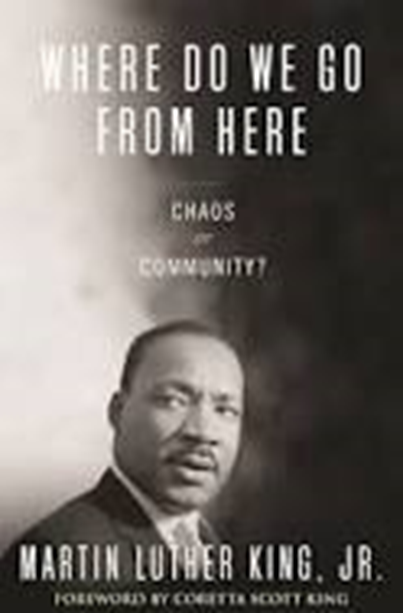 WHERE DO WE GO
FROM HERE
CHAOS
or
COMMUNITY?
MARTIN LUTHER KING, JR.
FOREWORD BY CORETTA SCOTT KING